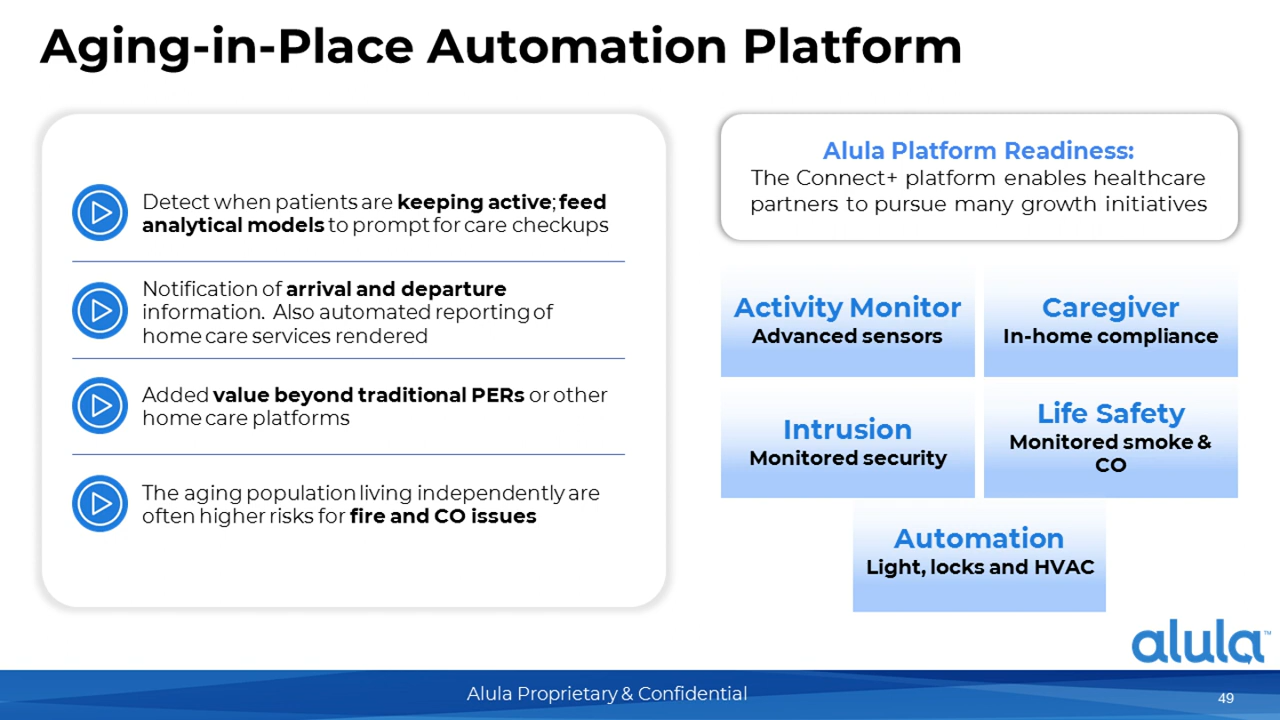 Aging-in-Place Automation Platform
Detect when patients are keeping active; feed
analytical models to prompt for care checkups
Notification of arrival and departure
information. Also automated reporting of
home care services rendered
Added value beyond traditional PERs or other
home care platforms
The aging population living independently are
often higher risks for fire and CO issues
Alula Platform Readiness:
The Connect+ platform enables healthcare
partners to pursue many growth initiatives
Activity Monitor
Advanced sensors
Caregiver
In-home compliance
Intrusion
Monitored security
Life Safety
Monitored smoke &
CO
Automation
Light, locks and HVAC
alula™
Alula Proprietary & Confidential
49